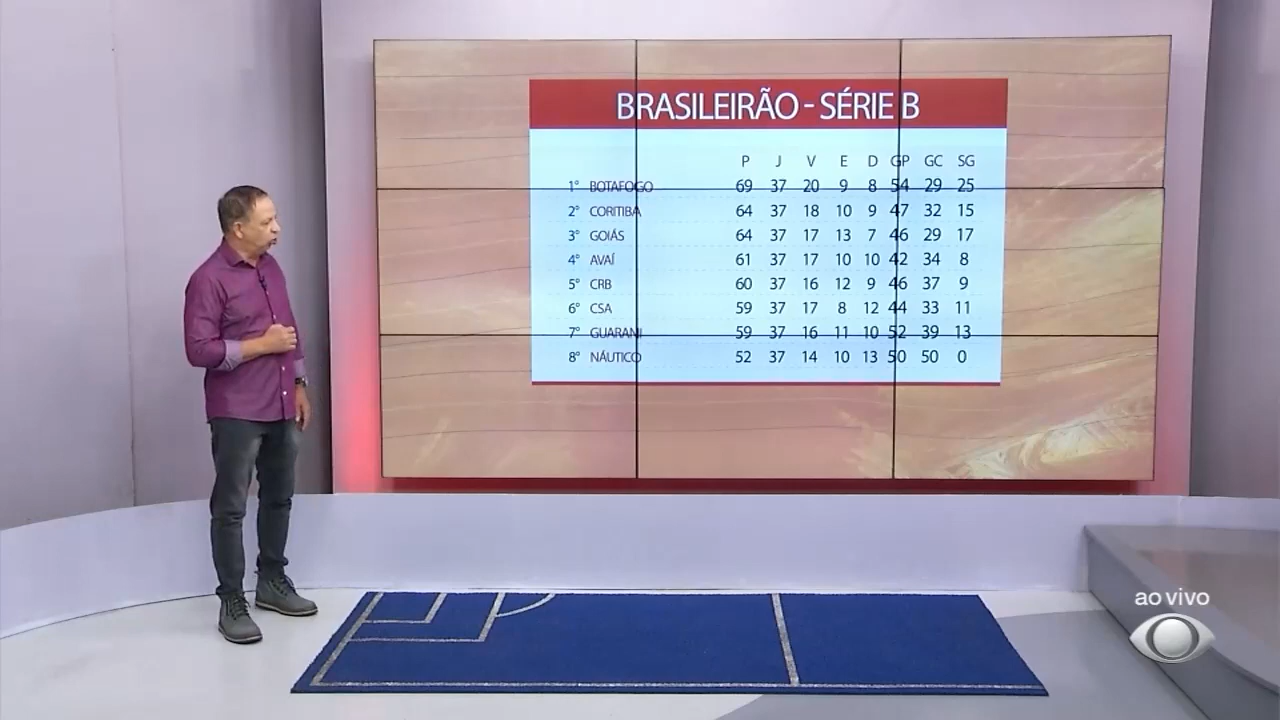 BRASILEIRÃO - SÉRIE B
P J V E D GP GC SG
1° BOTAFOGO 69 37 20 9 8 54 29 25
2° CORITIBA 64 37 18 10 9 47 32 15
3° GOIÁS 64 37 17 13 7 46 29 17
4° AVAÍ 61 37 17 10 10 42 34 8
5° CRB 60 37 16 12 9 46 37 9
6° CSA 59 37 17 8 12 44 33 11
7° GUARANI 59 37 16 11 10 52 39 13
8° NÁUTICO 52 37 14 10 13 50 50 0
ao vivo